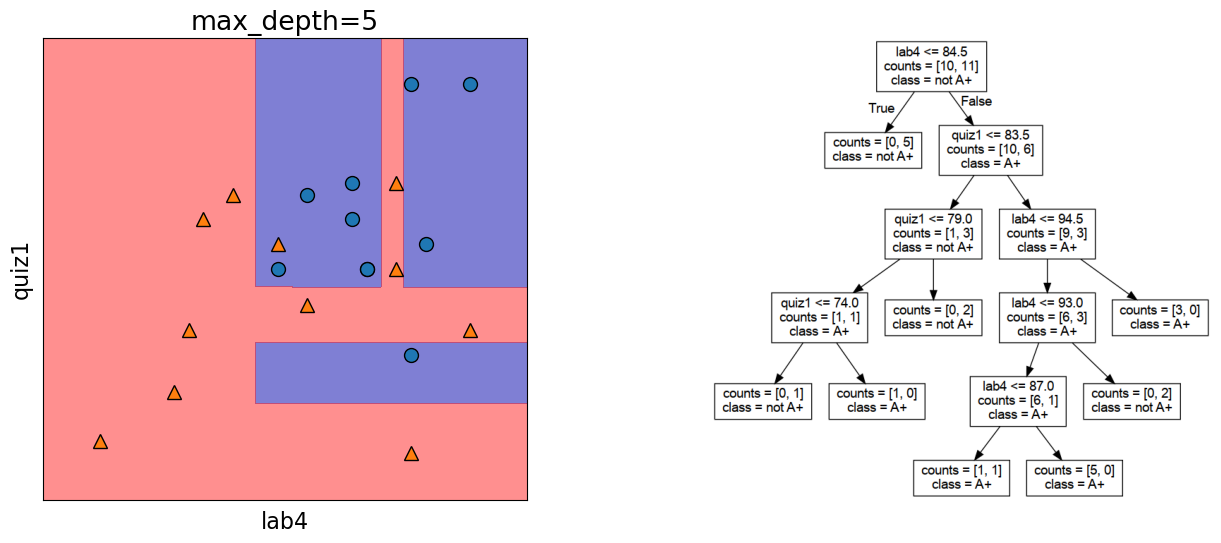 max_depth=5
quiz1
lab4
lab4 <= 84.5
counts = [10, 11]
class = not A+
True
False
counts = [0, 5]
class = not A+
quiz1 <= 83.5
counts = [10, 6]
class = A+
quiz1 <= 79.0
counts = [1, 3]
class = not A+
lab4 <= 94.5
counts = [9, 3]
class = A+
quiz1 <= 74.0
counts = [1, 1]
class = A+
counts = [0, 2]
class = not A+
lab4 <= 93.0
counts = [6, 3]
class = A+
counts = [3, 0]
class = A+
counts = [0, 1]
class = not A+
counts = [1, 0]
class = A+
lab4 <= 87.0
counts = [6, 1]
class = A+
counts = [0, 2]
class = not A+
counts = [1, 1]
class = A+
counts = [5, 0]
class = A+